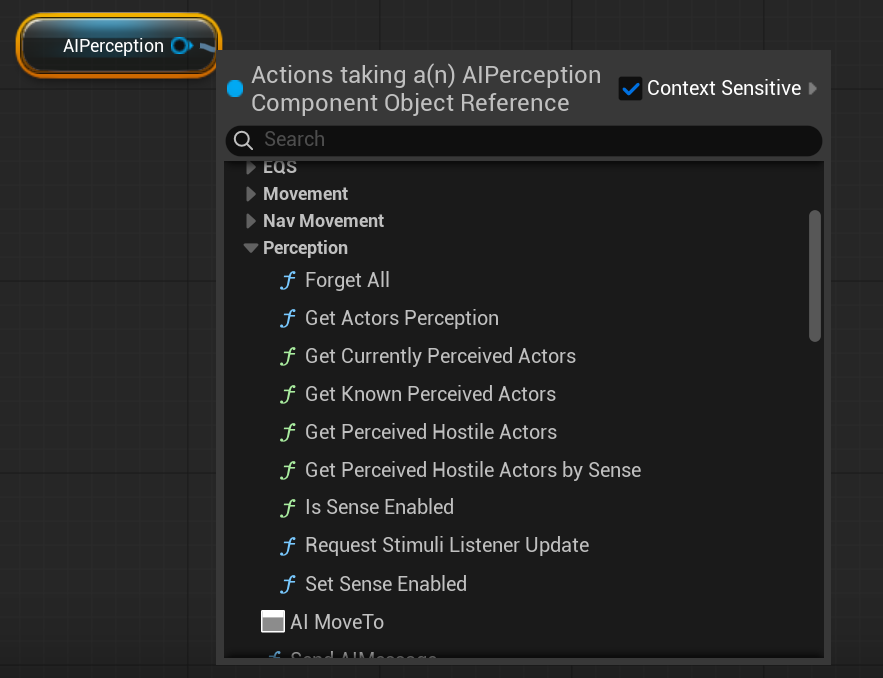 AIPerception
Actions taking a(n) AIPerception
Component Object Reference
Context Sensitive
Search
EQS
Movement
Nav Movement
Perception
Forget All
Get Actors Perception
Get Currently Perceived Actors
Get Known Perceived Actors
Get Perceived Hostile Actors
Get Perceived Hostile Actors by Sense
Is Sense Enabled
Request Stimuli Listener Update
Set Sense Enabled
AI MoveTo
Send AIMessage